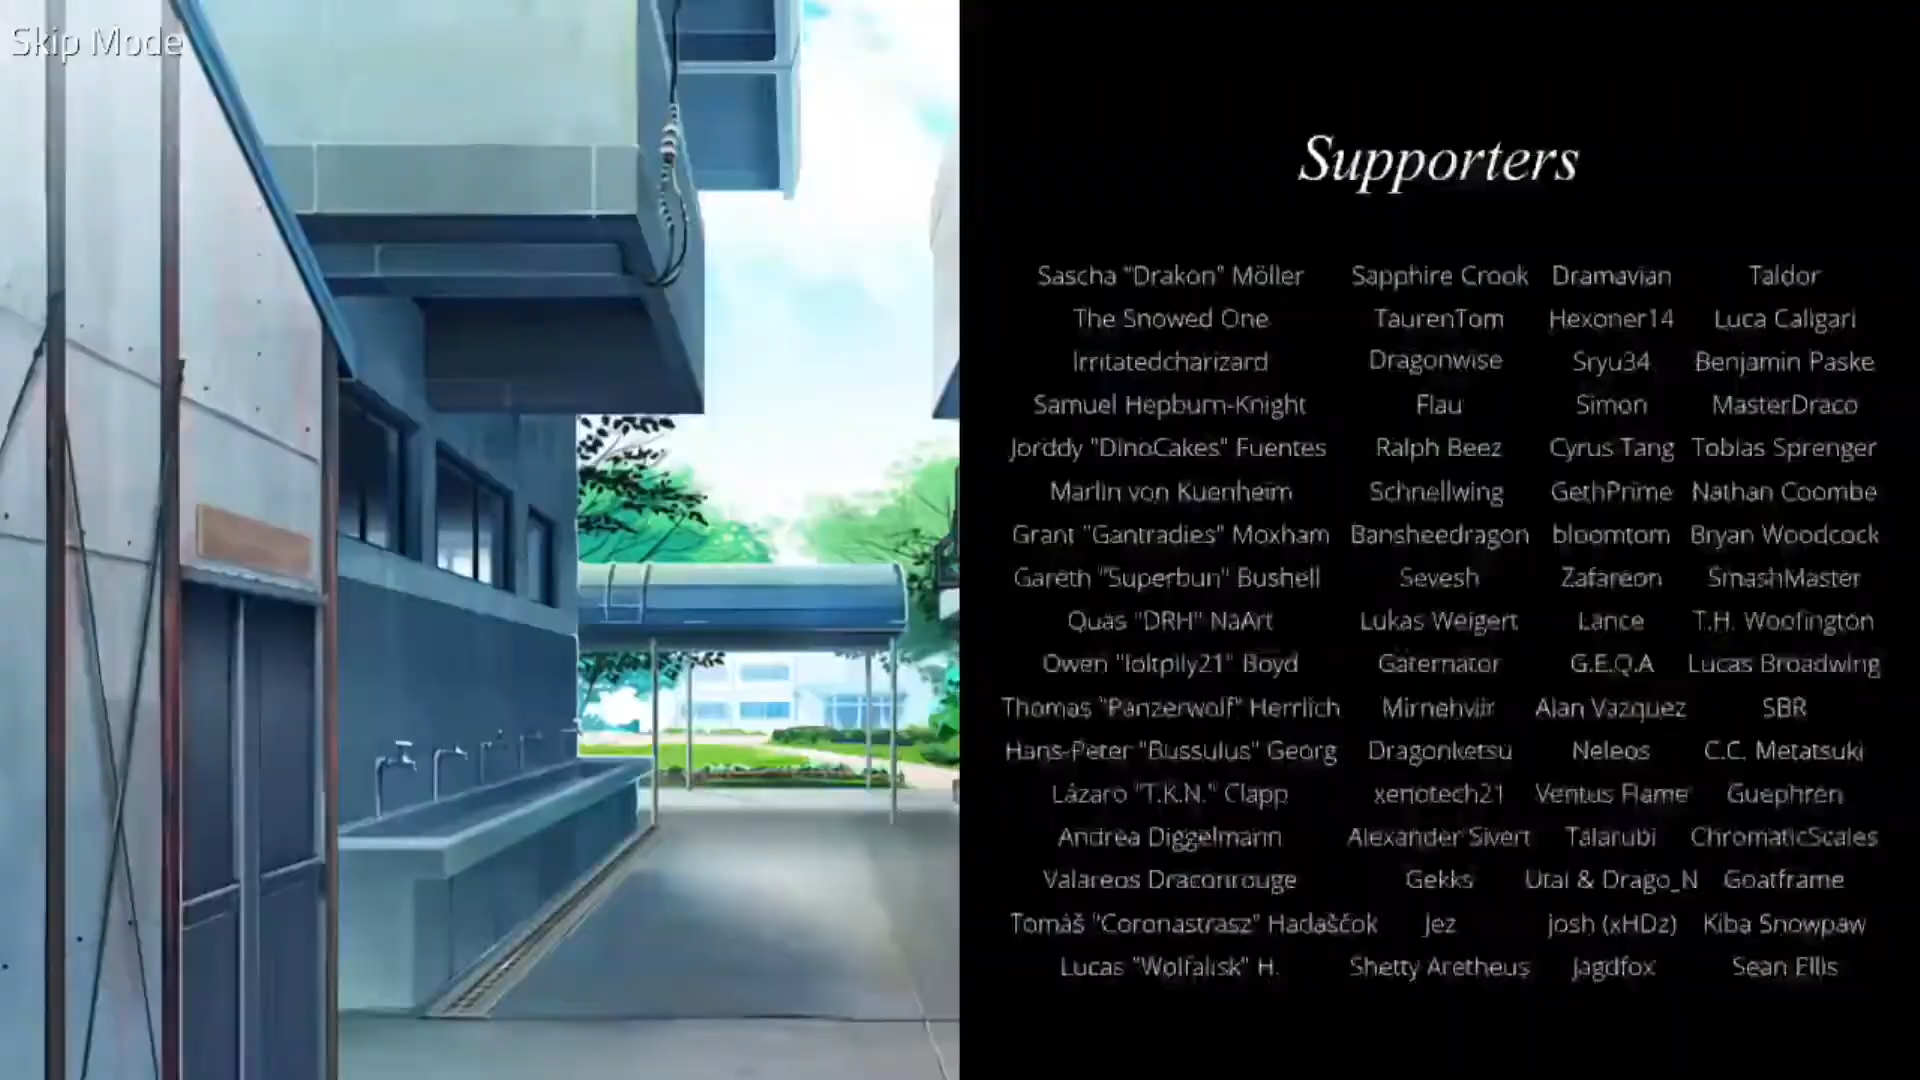 Skip Mode
Supporters
Sascha "Drakon" Möller Sapphire Crook Dramavian Taldor
The Snowed One TaurenTom Hexoner14 Luca Caligari
Irritatedcharizard Dragonwise Sryu34 Benjamin Paske
Samuel Hepburn-Knight Flau Simon MasterDraco
Jorddy "DinoCakes" Fuentes Ralph Beez Cyrus Tang Tobias Sprenger
Marlin von Kuenheim Schnellwing GethPrime Nathan Coombe
Grant "Gantradies" Moxham Bansheedragon bloomtom Bryan Woodcock
Gareth "Superbun" Bushell Sevesh Zafareon SmashMaster
Quas "DRH" NaArt Lukas Weigert Lance T.H. Woofington
Owen "loltpily21" Boyd Gaternator G.E.Q.A Lucas Broadwing
Thomas "Panzerwolf" Herrlich Mirnehviir Alan Vazquez SBR
Hans-Peter "Bussulus" Georg Dragonketsu Neleos C.C. Metatsuki
Lázaro "T.K.N." Clapp xenotech21 Ventus Flame Guephren
Andrea Diggelmann Alexander Sivert Talarubi ChromaticScales
Valareos Draconrouge Gekks Utai & Drago_N Goatframe
Tomáš "Coronastrasz" Hadaščok Jez josh (xHDz) Kiba Snowpaw
Lucas "Wolfalisk" H. Shetty Aretheus Jagdfox Sean Ellis